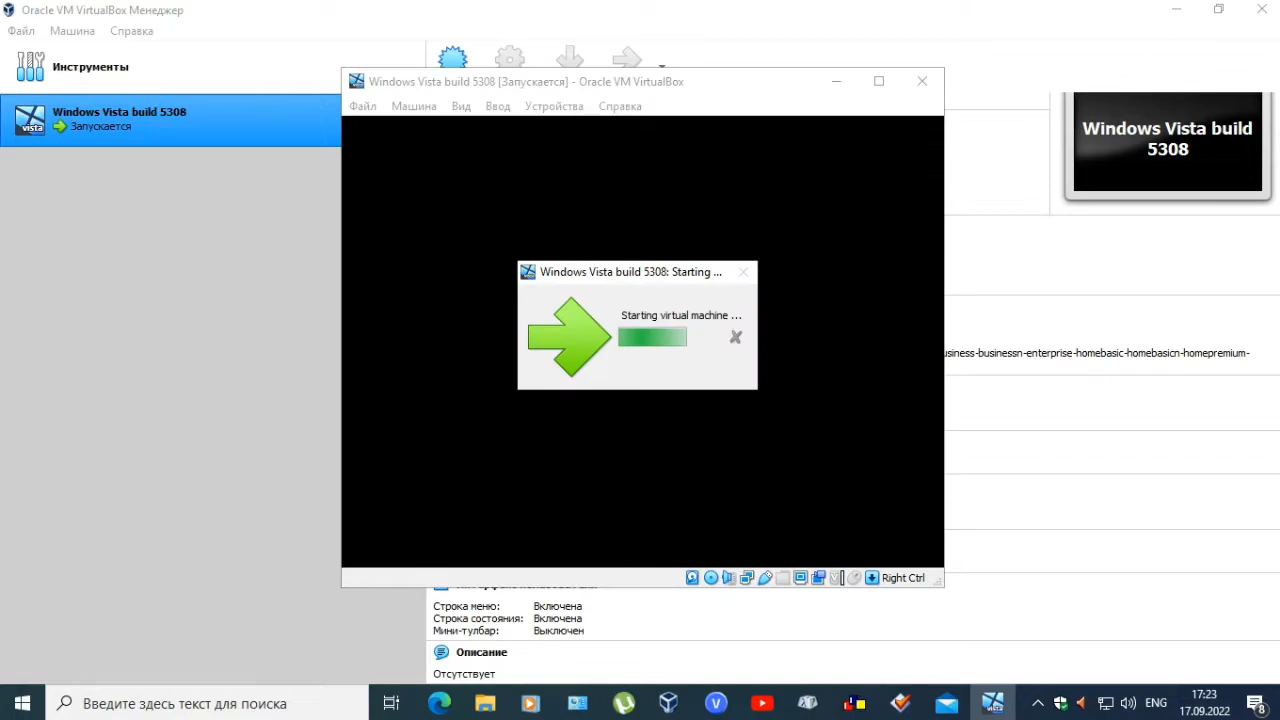 Oracle VM VirtualBox Менеджер
Файл Машина Справка
Инструменты
Windows Vista build 5308
Запускается
vista
Windows Vista build 5308 [Запускается] - Oracle VM VirtualBox
Файл Машина Вид Ввод Устройства Справка
Windows Vista build
5308
Windows Vista build 5308: Starting ...
Starting virtual machine ...
usiness-businessn-enterprise-homebasic-homebasicn-homepremium-
Right Ctrl
Строка меню: Включена
Строка состояния: Включена
Мини-тулбар: Выключен
Описание
Отсутствует
Введите здесь текст для поиска
ENG
17:23
17.09.2022
8